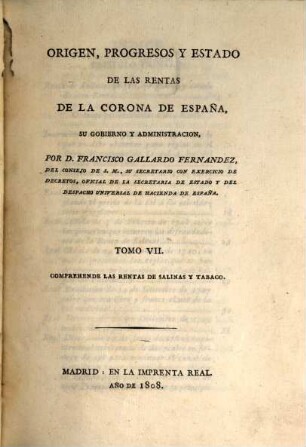 ORIGEN, PROGRESOS Y ESTADO
DE LAS RENTAS
DE LA CORONA DE ESPAÑA,
SU GOBIERNO Y ADMINISTRACION,
POR D. FRANCISCO GALLARDO FERNANDEZ,
DEL CONSEJO DE S. M., SU SECRETARIO CON EXERCICIO DE
DECRETOS, OFICIAL DE LA SECRETARIA DE ESTADO Y DEL
DESPACHO UNIVERSAL DE HACIENDA DE ESPAÑA.
TOMO VII.
COMPREHENDE LAS RENTAS DE SALINAS Y TABACO.
MADRID: EN LA IMPRENTA REAL.
AÑO DE 1808.